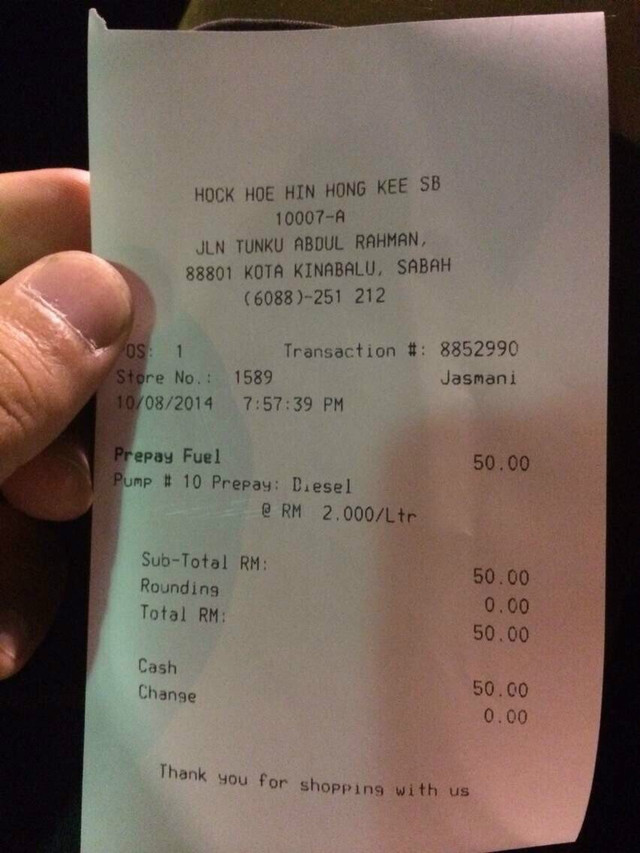 HOCK HOE HIN HONG KEE SB
10007-A
JLN TUNKU ABDUL RAHMAN,
88801 KOTA KINABALU, SABAH
(6088)-251 212
OS: 1 Transaction #: 8852990
Store No.: 1589 Jasmani
10/08/2014 7:57:39 PM
Prepay Fuel 50.00
Pump # 10 Prepay: Diesel
@ RM 2.000/Ltr
Sub-Total RM: 50.00
Rounding 0.00
Total RM: 50.00
Cash 50.00
Change 0.00
Thank you for shopping with us